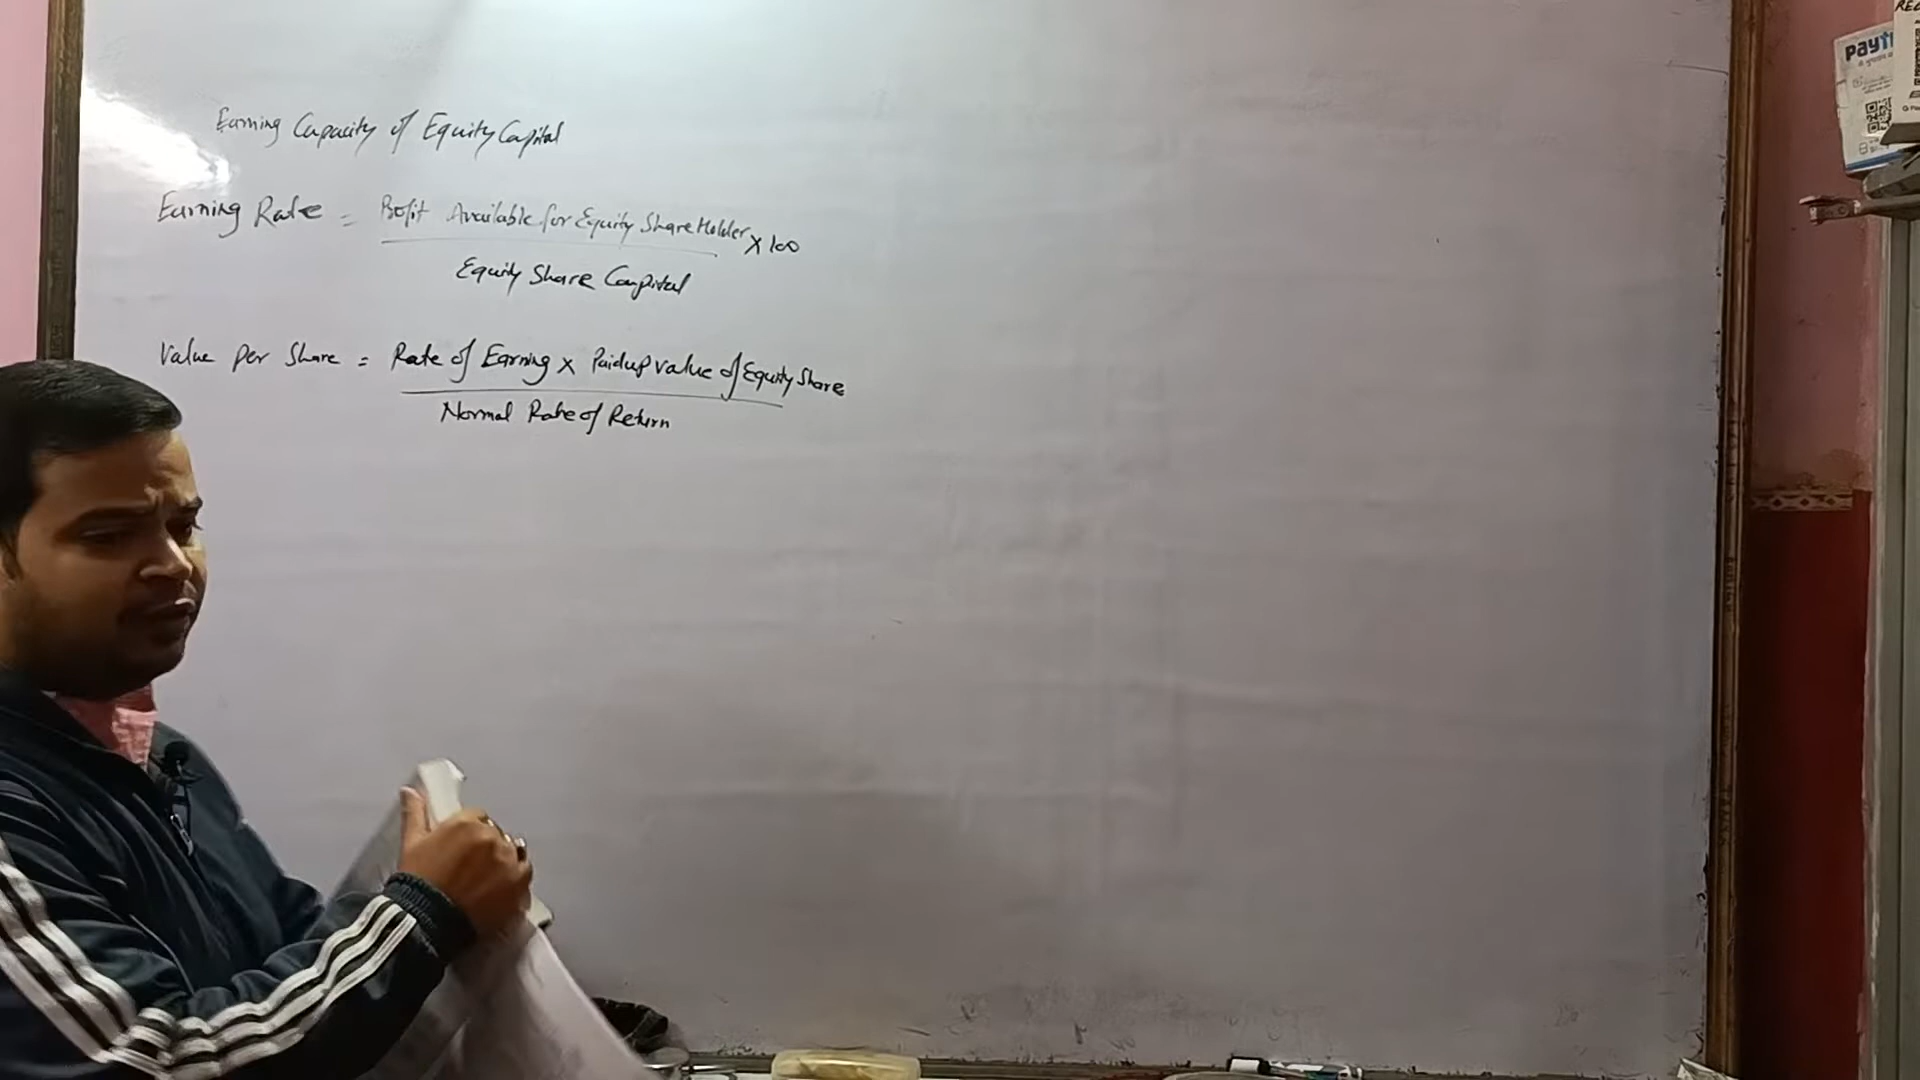 Earning Capacity of Equity Capital
Earning Rate = Profit Available for Equity Share Holder × 100
Equity Share Capital
Value per Share = Rate of Earning × Paidup value of Equity Share
Normal Rate of Return
payt